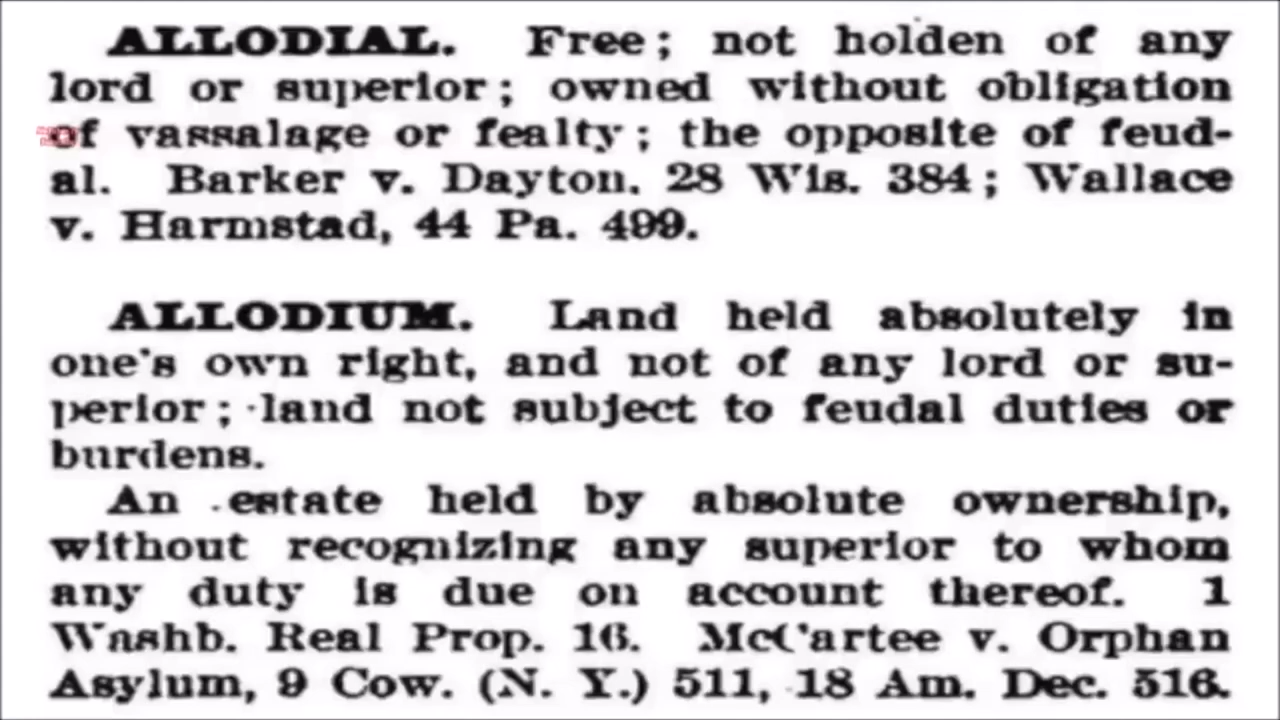 ALLODIAL. Free; not holden of any
lord or superior; owned without obligation
of vassalage or fealty; the opposite of feud-
al. Barker v. Dayton. 28 Wis. 384; Wallace
v. Harmstad, 44 Pa. 499.
ALLODIUM. Land held absolutely in
one's own right, and not of any lord or su-
perior; land not subject to feudal duties or
burdens.
An estate held by absolute ownership,
without recognizing any superior to whom
any duty is due on account thereof. 1
Washb. Real Prop. 16. McCartee v. Orphan
Asylum, 9 Cow. (N. Y.) 511, 18 Am. Dec. 516.